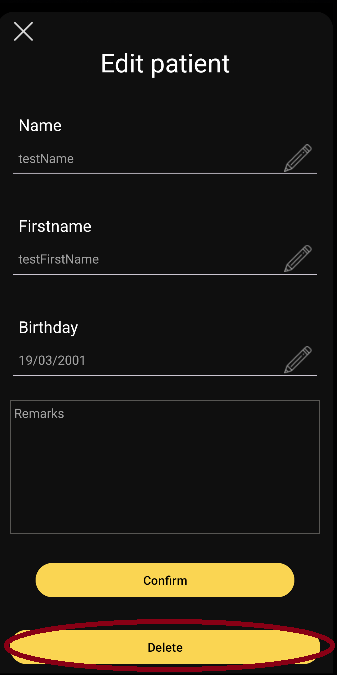 Edit patient
Name
testName
Firstname
testFirstName
Birthday
19/03/2001
Remarks
Confirm
Delete